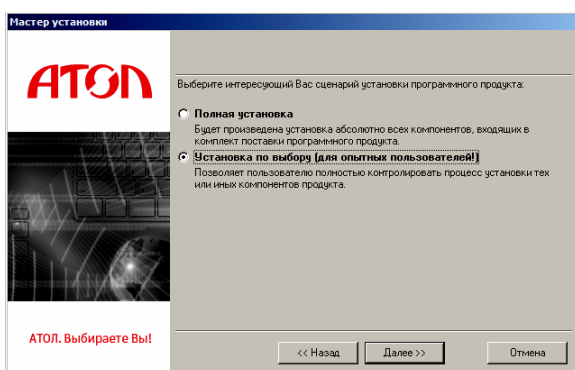 Мастер установки
АТОЛ
Выберите интересующий Вас сценарий установки программного продукта:
Полная установка
Будет произведена установка абсолютно всех компонентов, входящих в
комплект поставки программного продукта.
Установка по выбору (для опытных пользователей!)
Позволяет пользователю полностью контролировать процесс установки тех
или иных компонентов продукта.
АТОЛ. Выбираете Вы!
<< Назад
Далее >>
Отмена